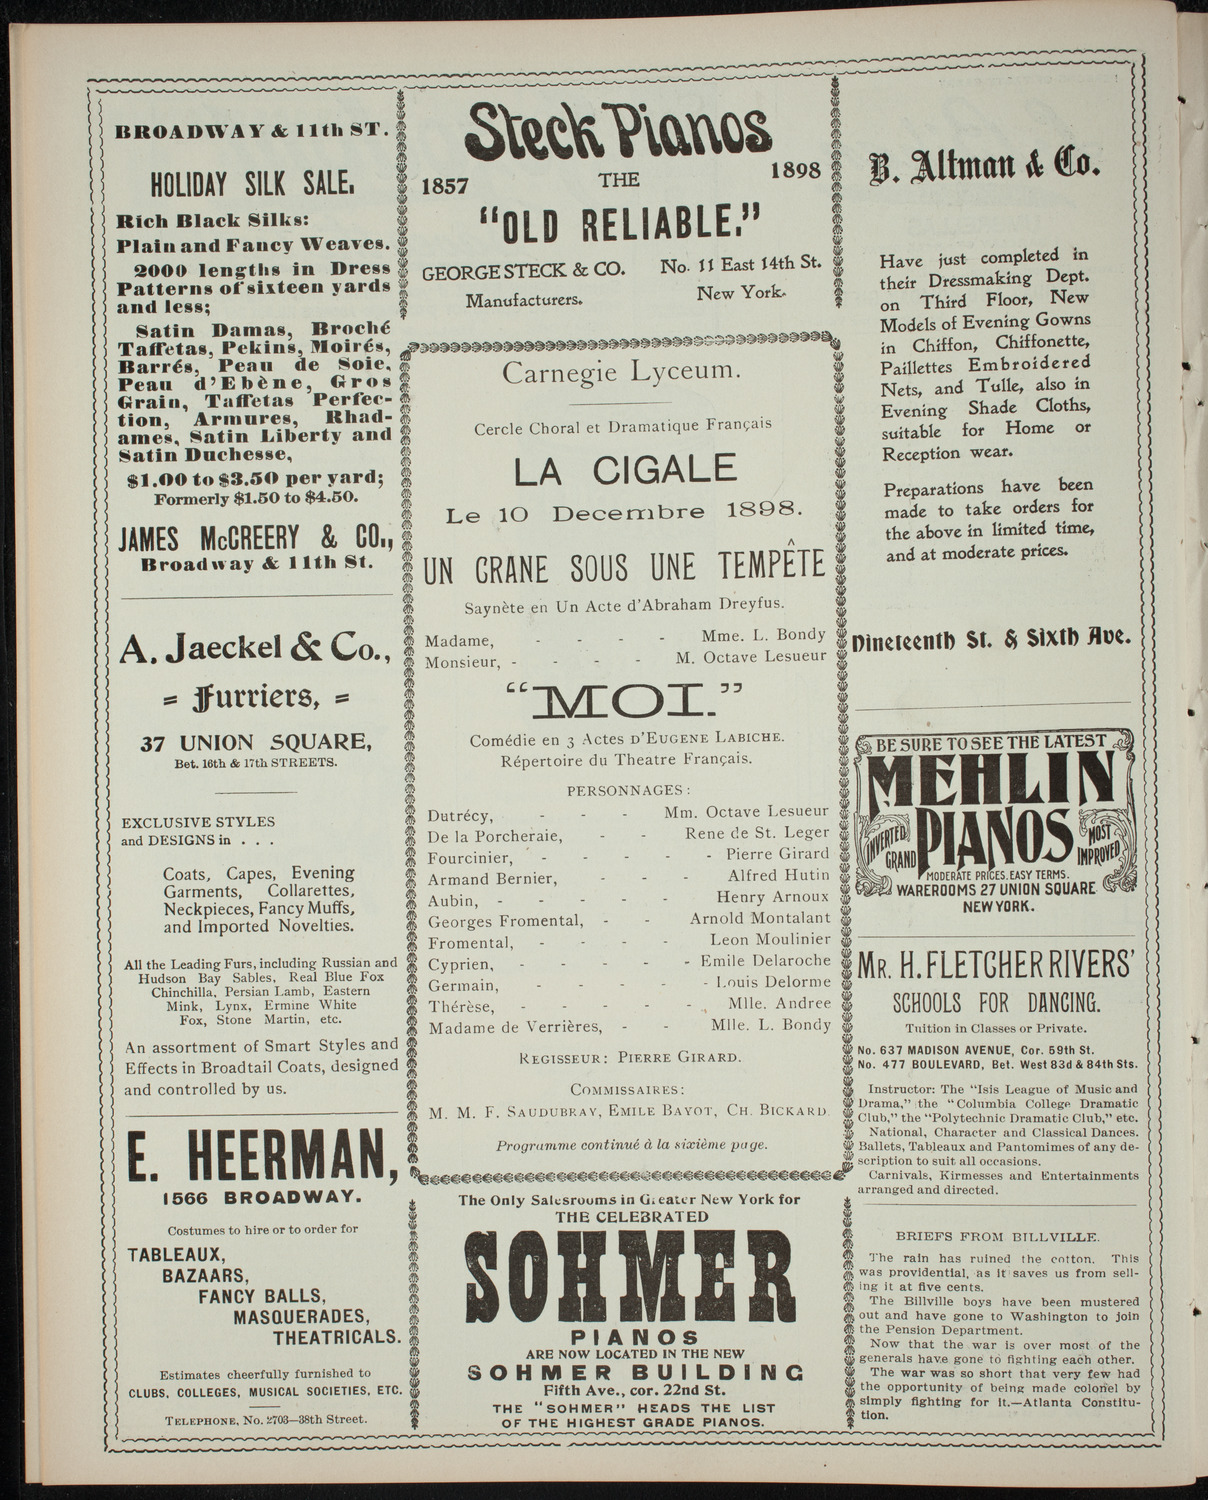 BROADWAY & 11th ST.
HOLIDAY SILK SALE.
Rich Black Silks:
Plain and Fancy Weaves.
2000 lengths in Dress
Patterns of sixteen yards
and less;
Satin Damas, Broché
Taffetas, Pekins, Moirés,
Barrés, Peau de Soie,
Peau d'Ebène, Gros
Grain, Taffetas Perfec-
tion, Armures, Rhad-
ames, Satin Liberty and
Satin Duchesse,
$1.00 to $3.50 per yard;
Formerly $1.50 to $4.50.
JAMES McCREERY & CO.,
Broadway & 11th St.
A. Jaeckel & Co.,
= Furriers, =
37 UNION SQUARE,
Bet. 16th & 17th STREETS.
EXCLUSIVE STYLES
and DESIGNS in . . .
Coats, Capes, Evening
Garments, Collarettes,
Neckpieces, Fancy Muffs,
and Imported Novelties.
All the Leading Furs, including Russian and
Hudson Bay Sables, Real Blue Fox
Chinchilla, Persian Lamb, Eastern
Mink, Lynx, Ermine White
Fox, Stone Martin, etc.
An assortment of Smart Styles and
Effects in Broadtail Coats, designed
and controlled by us.
E. HEERMAN,
1566 BROADWAY.
Costumes to hire or to order for
TABLEAUX,
BAZAARS,
FANCY BALLS,
MASQUERADES,
THEATRICALS.
Estimates cheerfully furnished to
CLUBS, COLLEGES, MUSICAL SOCIETIES, ETC.
TELEPHONE, No. 2703—38th Street.
Steck Pianos
1857 THE 1898
"OLD RELIABLE."
GEORGE STECK & CO. No. 11 East 14th St.
Manufacturers. New York.
Carnegie Lyceum.
Cercle Choral et Dramatique Français
LA CIGALE
Le 10 Decembre 1898.
UN CRANE SOUS UNE TEMPÊTE
Saynète en Un Acte d'Abraham Dreyfus.
Madame, - - - - Mme. L. Bondy
Monsieur, - - - - M. Octave Lesueur
"MOI."
Comédie en 3 Actes D'EUGENE LABICHE.
Répertoire du Theatre Français.
PERSONNAGES:
Dutrécy, - - - Mm. Octave Lesueur
De la Porcheraie, - - Rene de St. Leger
Fourcinier, - - - - - Pierre Girard
Armand Bernier, - - - Alfred Hutin
Aubin, - - - - - Henry Arnoux
Georges Fromental, - - Arnold Montalant
Fromental, - - - - Leon Moulinier
Cyprien, - - - - - Emile Delaroche
Germain, - - - - - Louis Delorme
Thérèse, - - - - - Mlle. Andree
Madame de Verrières, - - Mlle. L. Bondy
REGISSEUR: PIERRE GIRARD.
COMMISSAIRES:
M. M. F. SAUDUBRAY, EMILE BAYOT, CH. BICKARD
Programme continué à la sixième page.
The Only Salesrooms in Greater New York for
THE CELEBRATED
SOHMER
PIANOS
ARE NOW LOCATED IN THE NEW
SOHMER BUILDING
Fifth Ave., cor. 22nd St.
THE "SOHMER" HEADS THE LIST
OF THE HIGHEST GRADE PIANOS.
B. Altman & Co.
Have just completed in
their Dressmaking Dept.
on Third Floor, New
Models of Evening Gowns
in Chiffon, Chiffonette,
Paillettes Embroidered
Nets, and Tulle, also in
Evening Shade Cloths,
suitable for Home or
Reception wear.
Preparations have been
made to take orders for
the above in limited time,
and at moderate prices.
Nineteenth St. & Sixth Ave.
BE SURE TO SEE THE LATEST
MEHLIN
PIANOS
INVERTED
GRAND
MOST
IMPROVED
MODERATE PRICES. EASY TERMS.
WAREROOMS 27 UNION SQUARE
NEW YORK.
MR. H. FLETCHER RIVERS'
SCHOOLS FOR DANCING.
Tuition in Classes or Private.
No. 637 MADISON AVENUE, Cor. 59th St.
No. 477 BOULEVARD, Bet. West 83d & 84th Sts.
Instructor: The "Isis League of Music and
Drama," the "Columbia College Dramatic
Club," the "Polytechnic Dramatic Club," etc.
National, Character and Classical Dances.
Ballets, Tableaux and Pantomimes of any de-
scription to suit all occasions.
Carnivals, Kirmesses and Entertainments
arranged and directed.
BRIEFS FROM BILLVILLE.
The rain has ruined the cotton. This
was providential, as it saves us from sell-
ing it at five cents.
The Billville boys have been mustered
out and have gone to Washington to join
the Pension Department.
Now that the war is over most of the
generals have gone to fighting each other.
The war was so short that very few had
the opportunity of being made colonel by
simply fighting for it.—Atlanta Constitu-
tion.